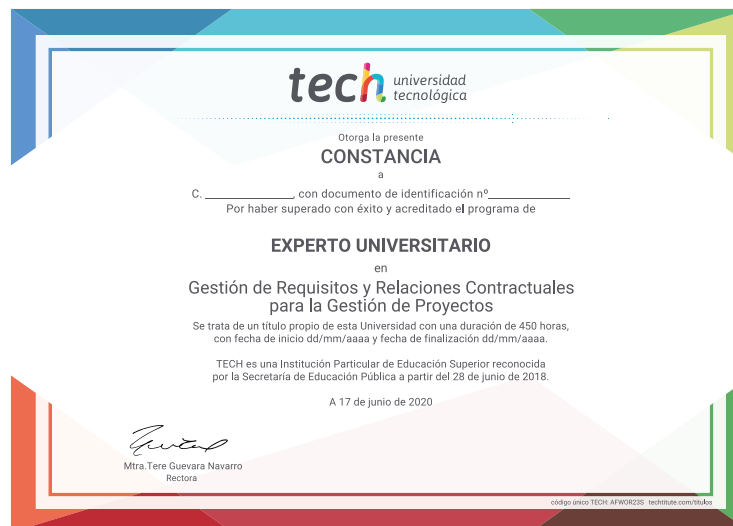 tech universidad
tecnológica
Otorga la presente
CONSTANCIA
a
C. ______________, con documento de identificación nº______________
Por haber superado con éxito y acreditado el programa de
EXPERTO UNIVERSITARIO
en
Gestión de Requisitos y Relaciones Contractuales
para la Gestión de Proyectos
Se trata de un título propio de esta Universidad con una duración de 450 horas,
con fecha de inicio dd/mm/aaaa y fecha de finalización dd/mm/aaaa.
TECH es una Institución Particular de Educación Superior reconocida
por la Secretaría de Educación Pública a partir del 28 de junio de 2018.
A 17 de junio de 2020
Mtra.Tere Guevara Navarro
Rectora
código único TECH: AFWOR23S techtitute.com/titulos